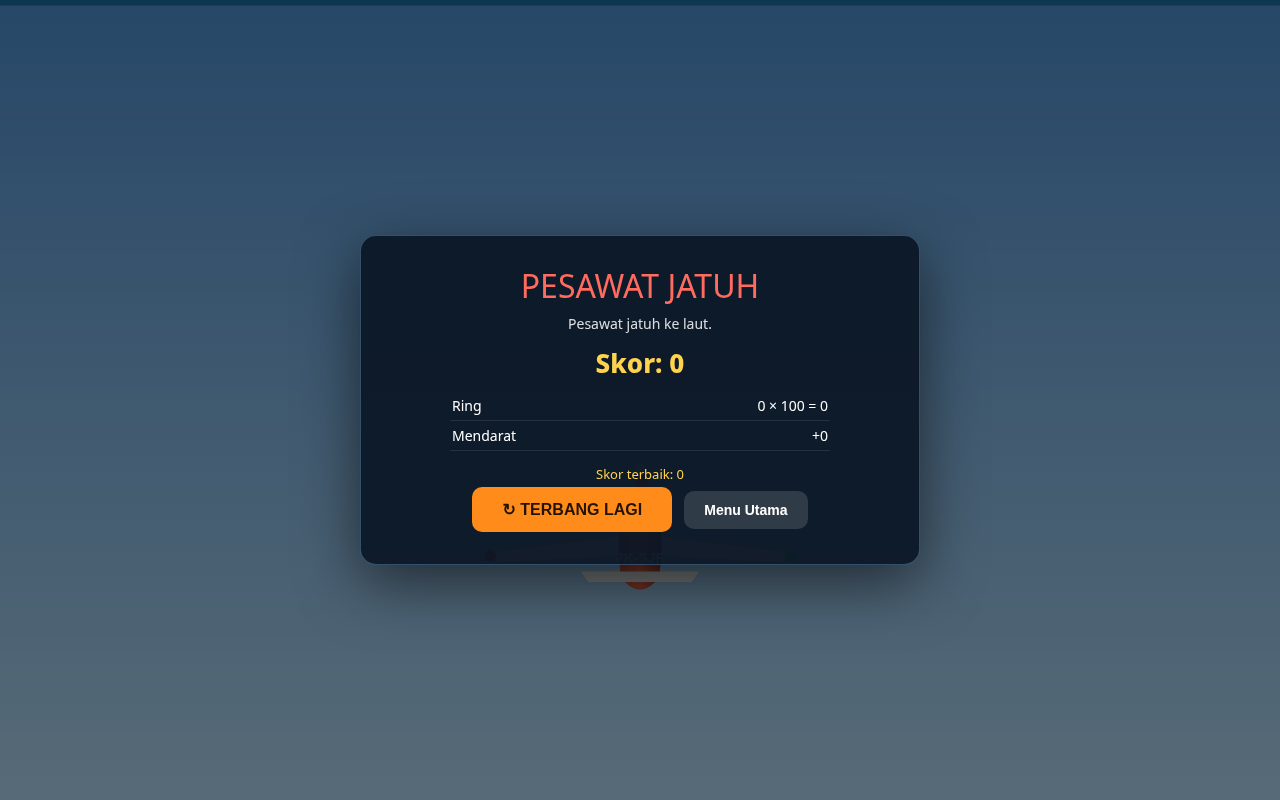 PESAWAT JATUH
Pesawat jatuh ke laut.
Skor: 0
Ring 0 × 100 = 0
Mendarat +0
Skor terbaik: 0
↻ TERBANG LAGI
Menu Utama